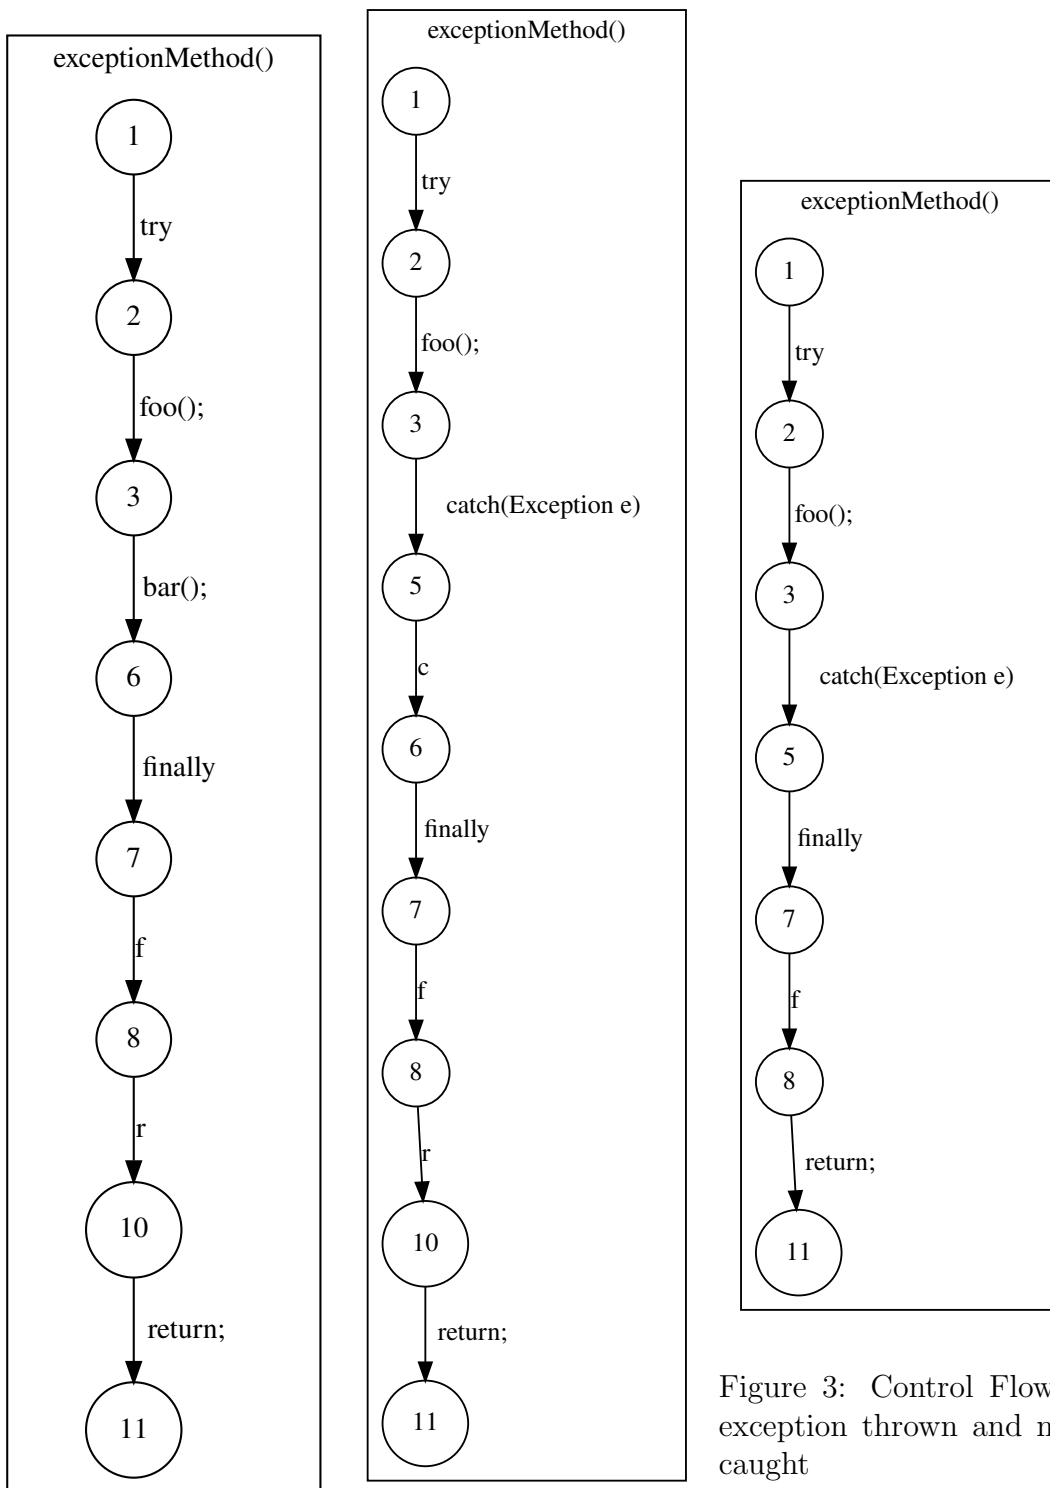 exceptionMethod()
1
try
2
foo();
3
bar();
6
finally
7
f
8
r
10
return;
11
exceptionMethod()
1
try
2
foo();
3
catch(Exception e)
5
c
6
finally
7
f
8
r
10
return;
11
exceptionMethod()
1
try
2
foo();
3
catch(Exception e)
5
finally
7
f
8
return;
11
Figure 3: Control Flow
exception thrown and
caught